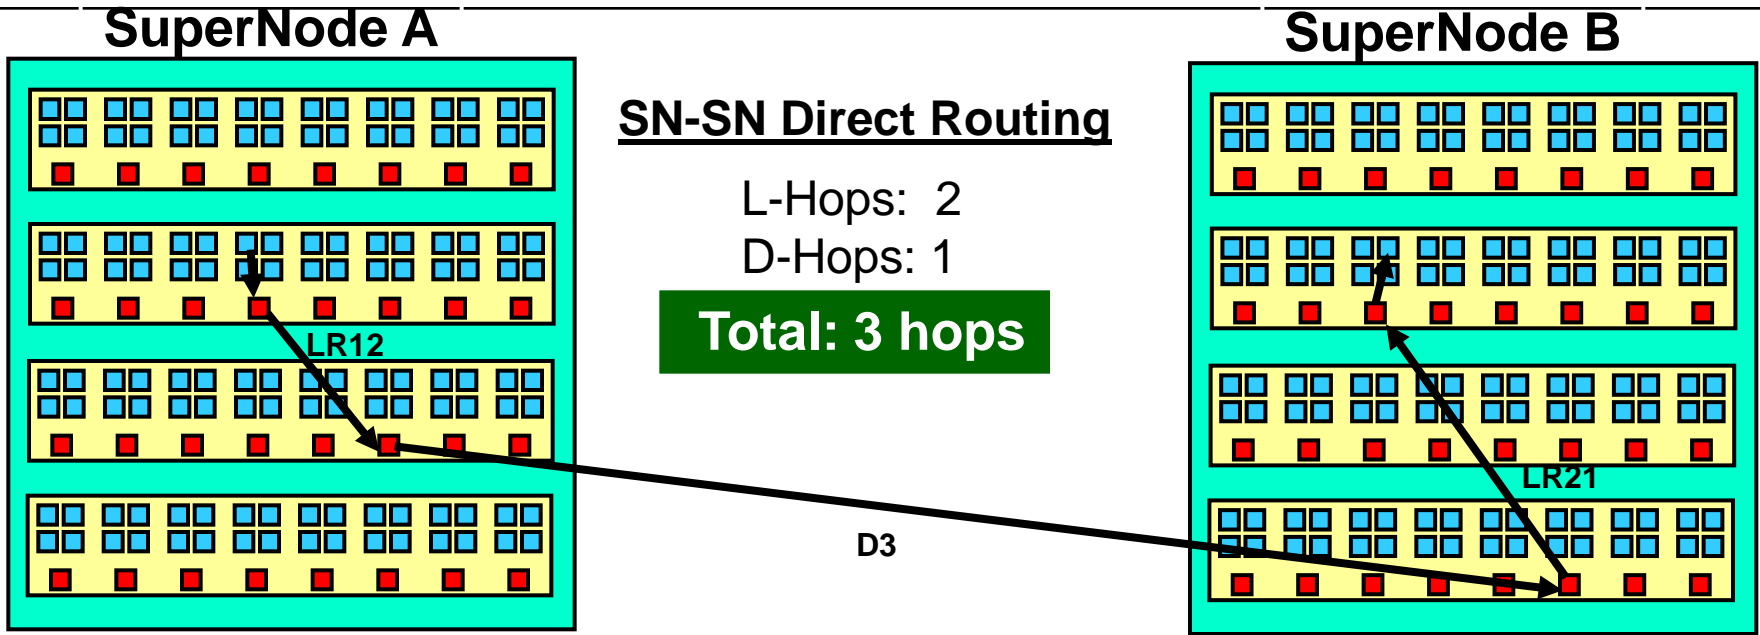 SuperNode A
SuperNode B
SN-SN Direct Routing
L-Hops: 2
D-Hops: 1
Total: 3 hops
LR12
LR21
D3